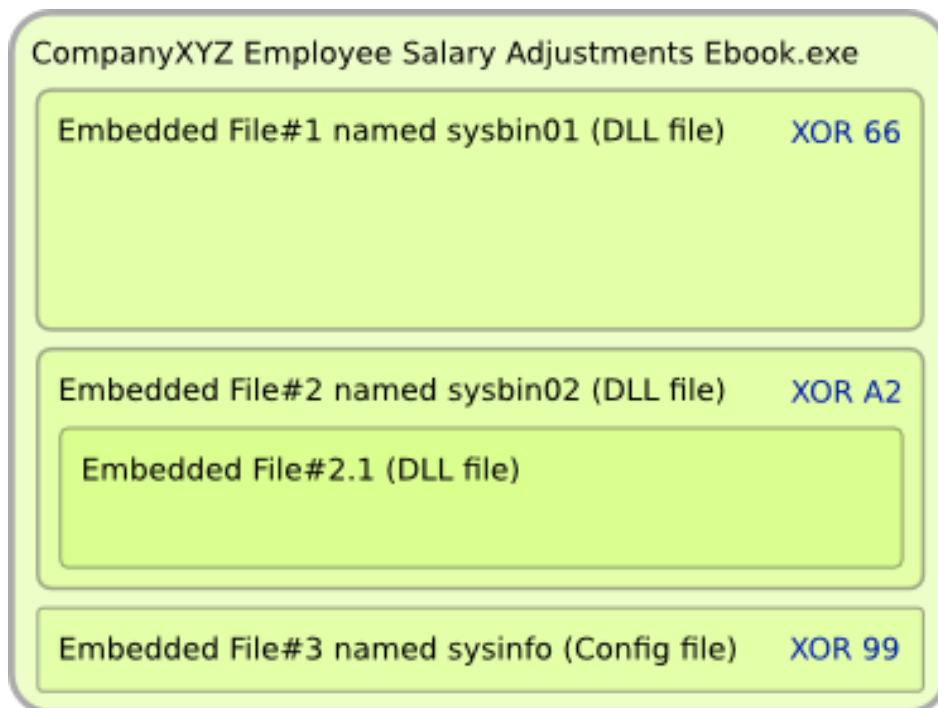 CompanyXYZ Employee Salary Adjustments Ebook.exe
Embedded File#1 named sysbin01 (DLL file) XOR 66
Embedded File#2 named sysbin02 (DLL file) XOR A2
Embedded File#2.1 (DLL file)
Embedded File#3 named sysinfo (Config file) XOR 99